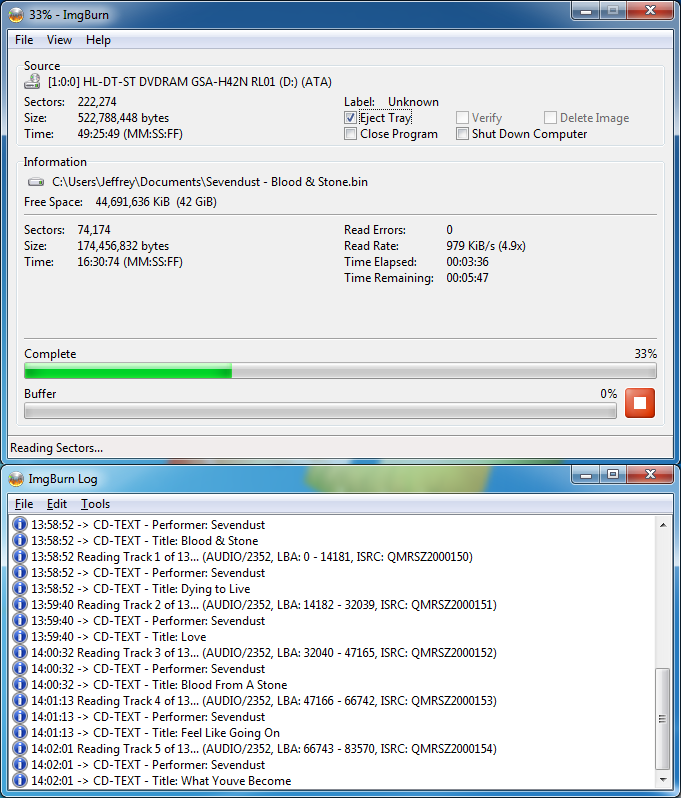 33% - ImgBurn
File View Help
Source
[1:0:0] HL-DT-ST DVDRAM GSA-H42N RL01 (D:) (ATA)
Sectors: 222,274 Label: Unknown
Size: 522,788,448 bytes Eject Tray Verify Delete Image
Time: 49:25:49 (MM:SS:FF) Close Program Shut Down Computer
Information
C:\Users\Jeffrey\Documents\Sevendust - Blood & Stone.bin
Free Space: 44,691,636 KiB (42 GiB)
Sectors: 74,174 Read Errors: 0
Size: 174,456,832 bytes Read Rate: 979 KiB/s (4.9x)
Time: 16:30:74 (MM:SS:FF) Time Elapsed: 00:03:36
Time Remaining: 00:05:47
Complete 33%
Buffer 0%
Reading Sectors...
ImgBurn Log
File Edit Tools
13:58:52 -> CD-TEXT - Performer: Sevendust
13:58:52 -> CD-TEXT - Title: Blood & Stone
13:58:52 Reading Track 1 of 13... (AUDIO/2352, LBA: 0 - 14181, ISRC: QMRSZ2000150)
13:58:52 -> CD-TEXT - Performer: Sevendust
13:58:52 -> CD-TEXT - Title: Dying to Live
13:59:40 Reading Track 2 of 13... (AUDIO/2352, LBA: 14182 - 32039, ISRC: QMRSZ2000151)
13:59:40 -> CD-TEXT - Performer: Sevendust
13:59:40 -> CD-TEXT - Title: Love
14:00:32 Reading Track 3 of 13... (AUDIO/2352, LBA: 32040 - 47165, ISRC: QMRSZ2000152)
14:00:32 -> CD-TEXT - Performer: Sevendust
14:00:32 -> CD-TEXT - Title: Blood From A Stone
14:01:13 Reading Track 4 of 13... (AUDIO/2352, LBA: 47166 - 66742, ISRC: QMRSZ2000153)
14:01:13 -> CD-TEXT - Performer: Sevendust
14:01:13 -> CD-TEXT - Title: Feel Like Going On
14:02:01 Reading Track 5 of 13... (AUDIO/2352, LBA: 66743 - 83570, ISRC: QMRSZ2000154)
14:02:01 -> CD-TEXT - Performer: Sevendust
14:02:01 -> CD-TEXT - Title: What Youve Become